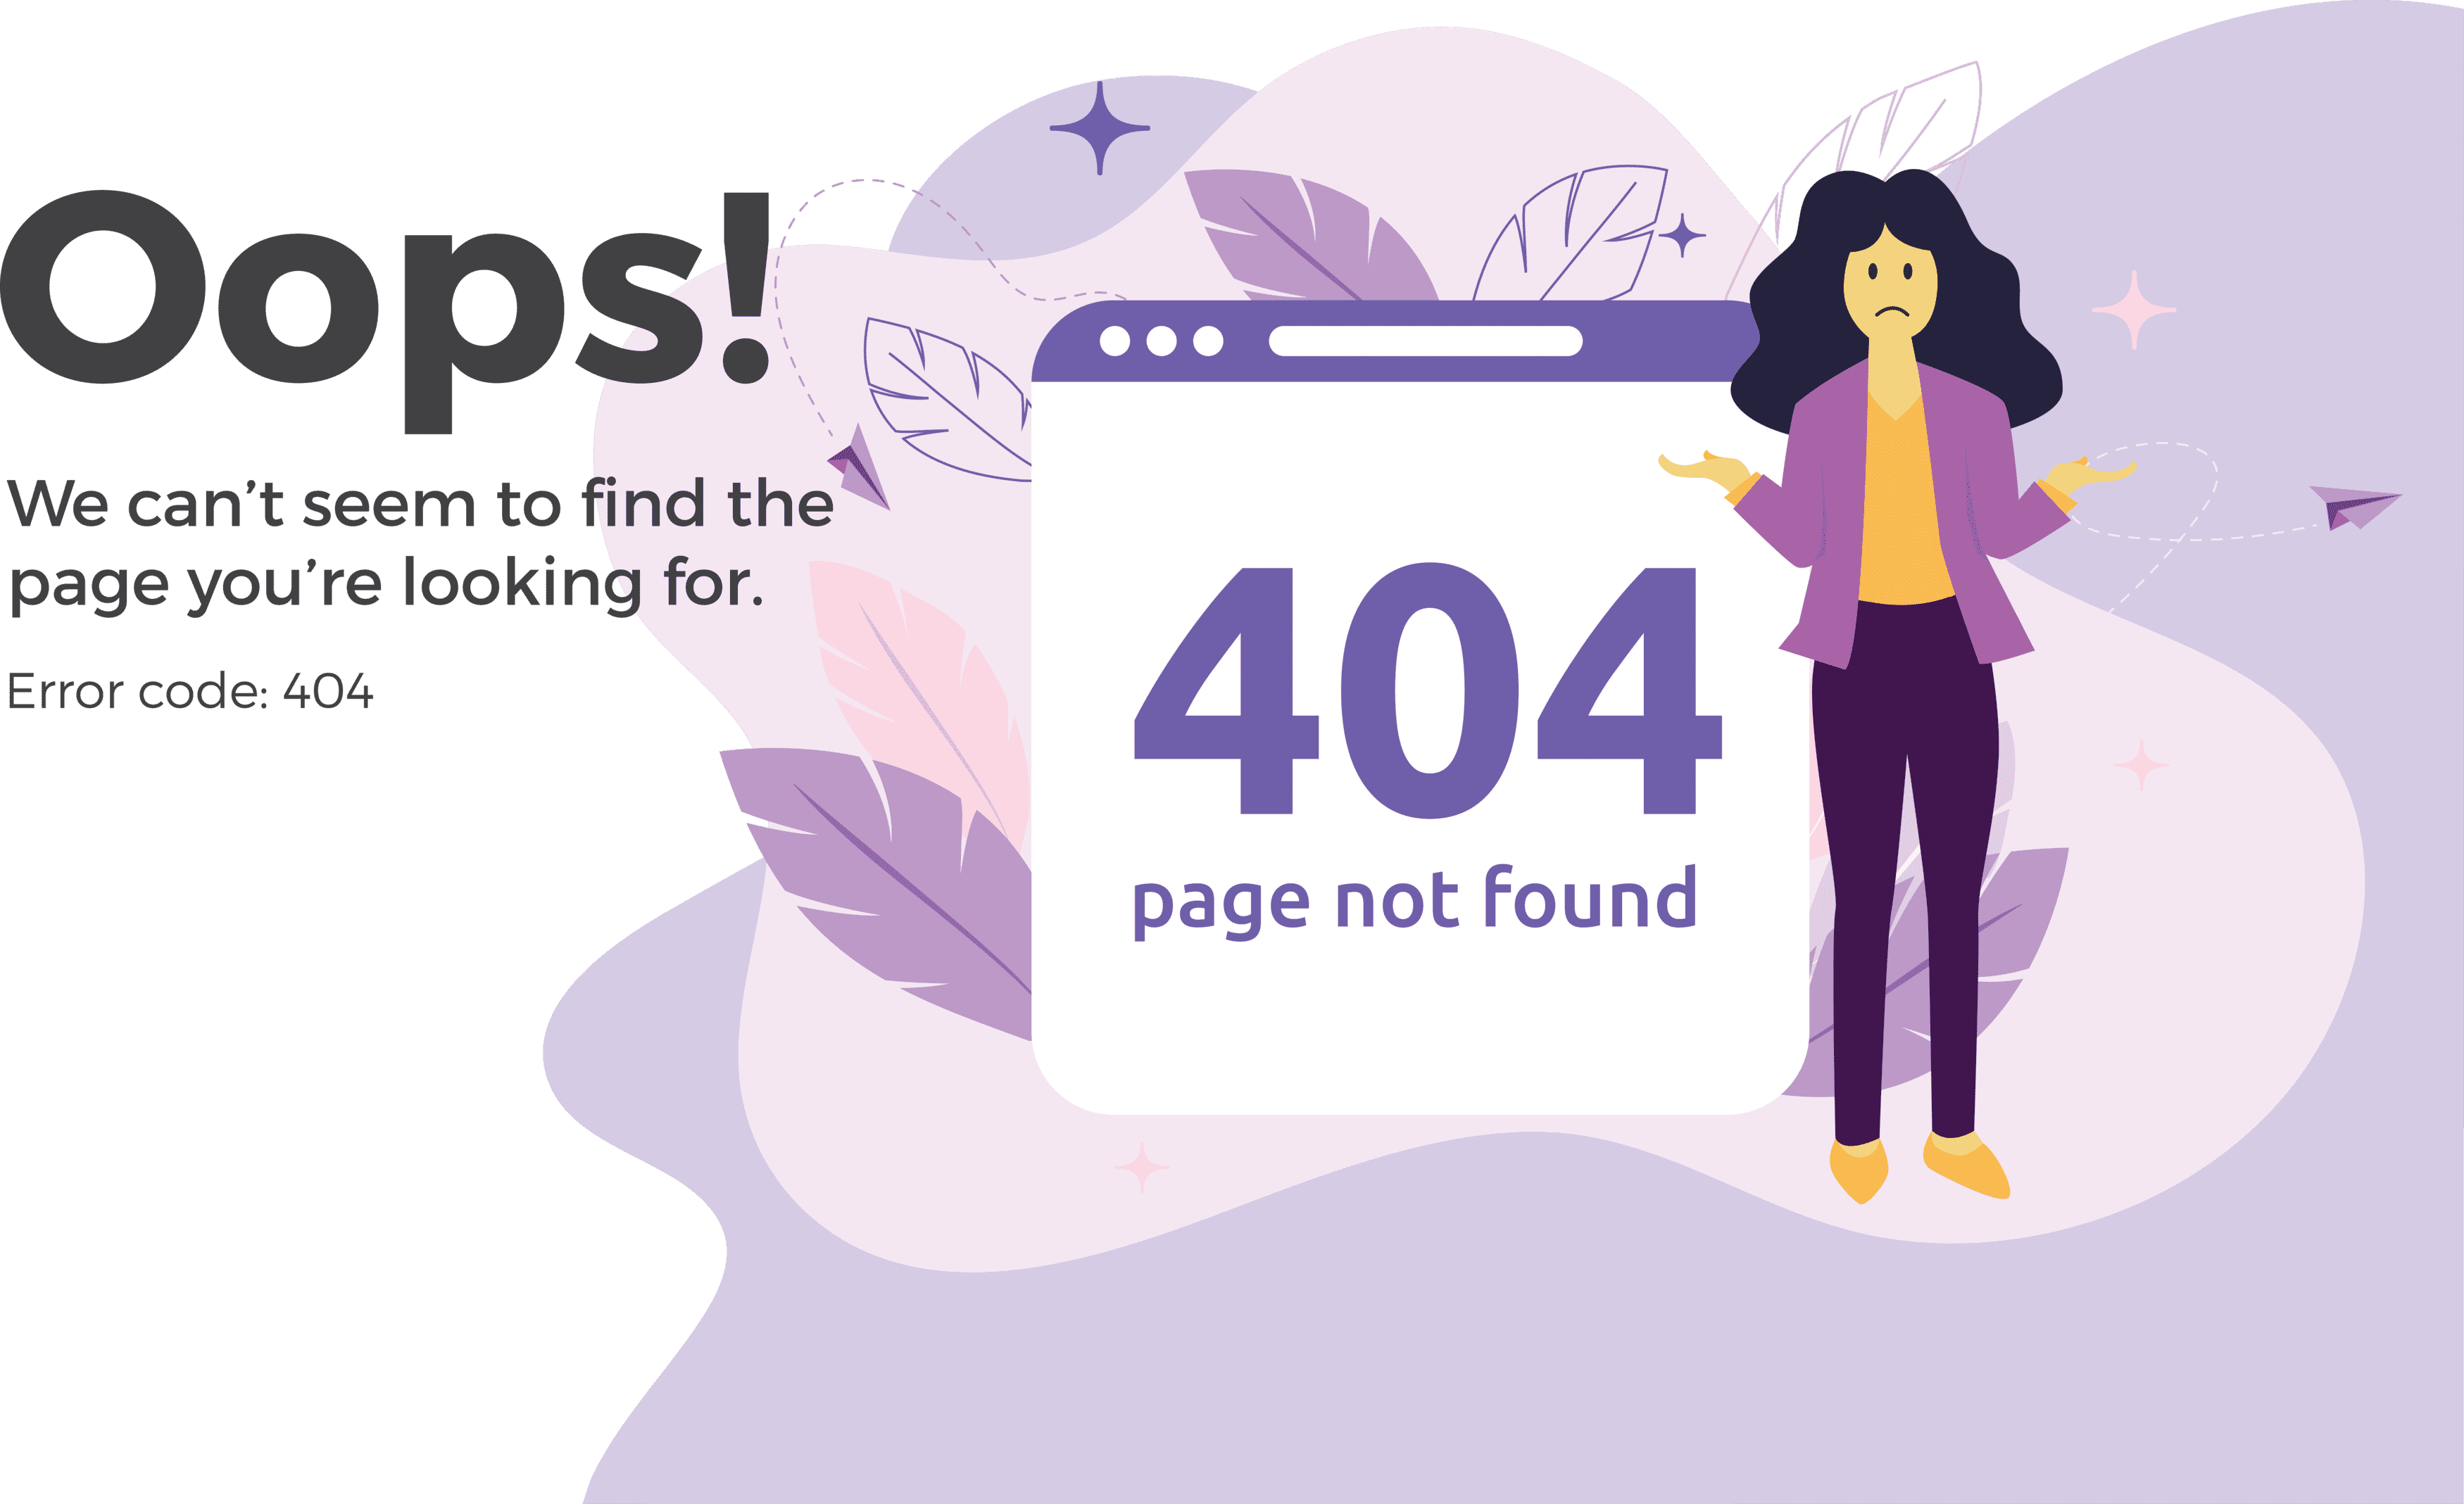 Oops!
We can’t seem to find the
page you’re looking for.
Error code: 404
404
page not found